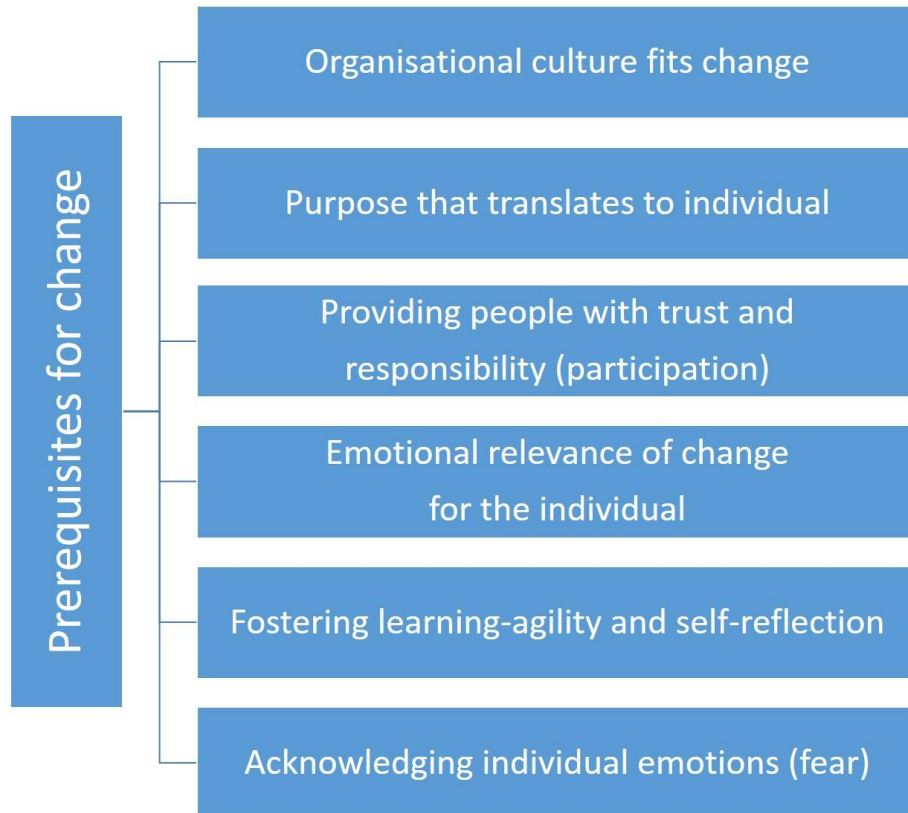 Prerequisites for change
Organisational culture fits change
Purpose that translates to individual
Providing people with trust and
responsibility (participation)
Emotional relevance of change
for the individual
Fostering learning-agility and self-reflection
Acknowledging individual emotions (fear)